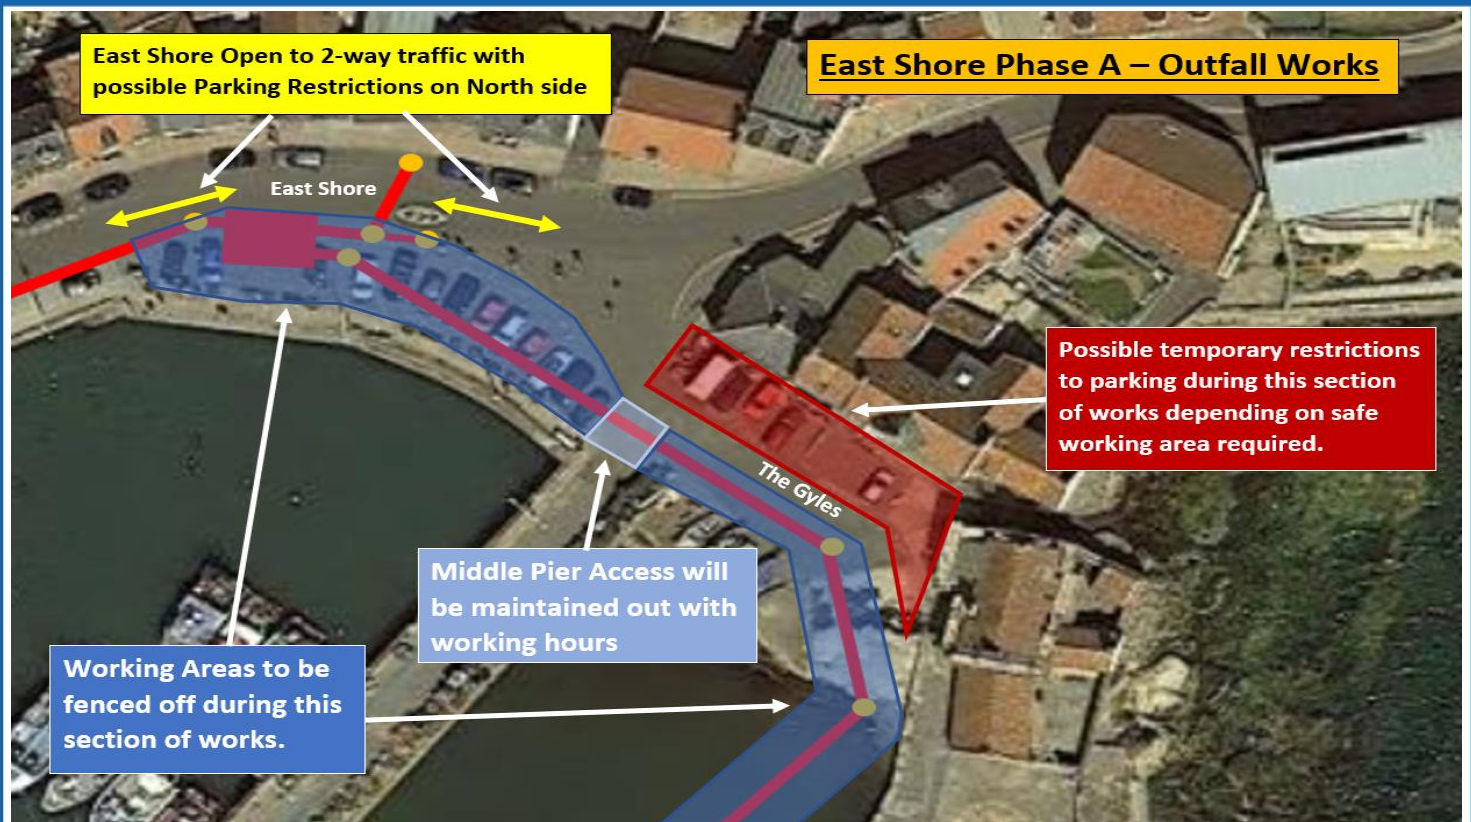 East Shore Open to 2-way traffic with
possible Parking Restrictions on North side
East Shore Phase A – Outfall Works
East Shore
Possible temporary restrictions
to parking during this section
of works depending on safe
working area required.
The Gyles
Middle Pier Access will
be maintained out with
working hours
Working Areas to be
fenced off during this
section of works.